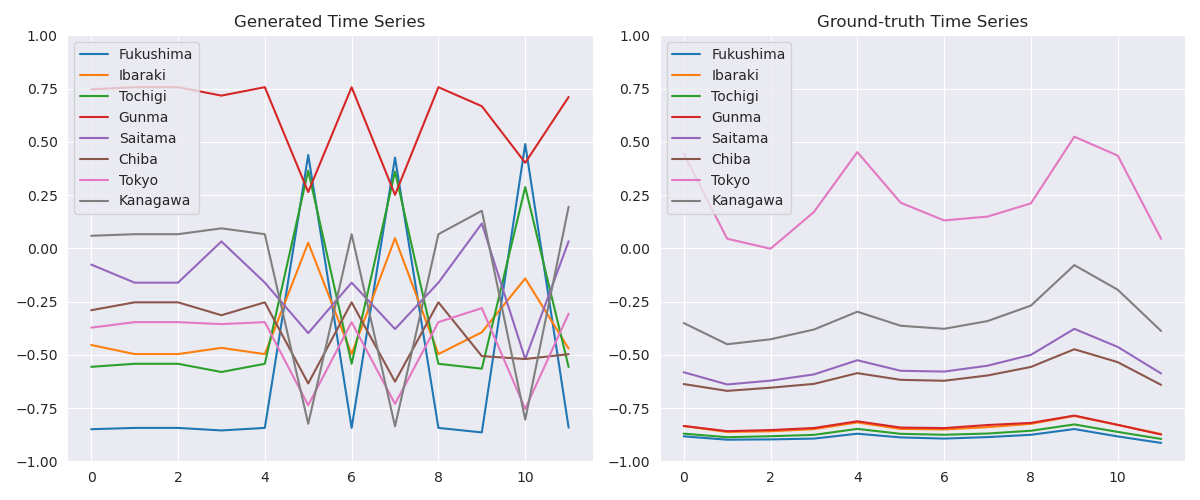 Generated Time Series
1.00
0.75
0.50
0.25
0.00
−0.25
−0.50
−0.75
−1.00
0 2 4 6 8 10
Fukushima
Ibaraki
Tochigi
Gunma
Saitama
Chiba
Tokyo
Kanagawa
Ground-truth Time Series
1.00
0.75
0.50
0.25
0.00
−0.25
−0.50
−0.75
−1.00
0 2 4 6 8 10
Fukushima
Ibaraki
Tochigi
Gunma
Saitama
Chiba
Tokyo
Kanagawa